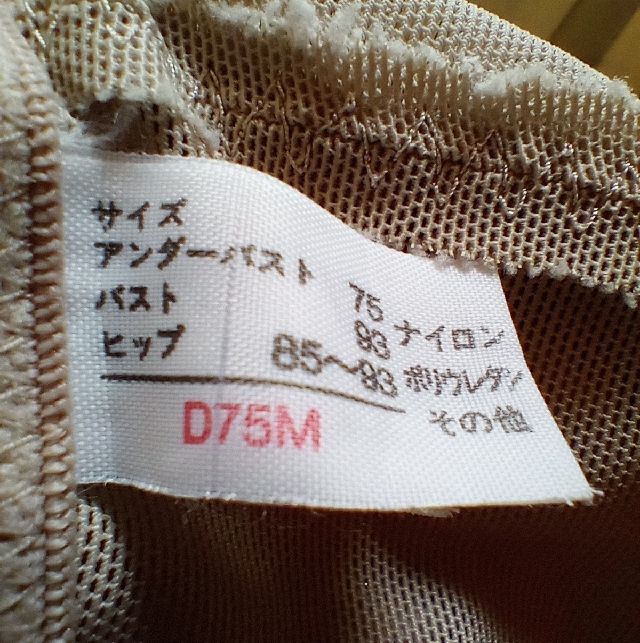 サイズ
アンダーバスト 75
バスト 93
ヒップ 85～93
D75M
ナイロン
ポリウレタン
その他